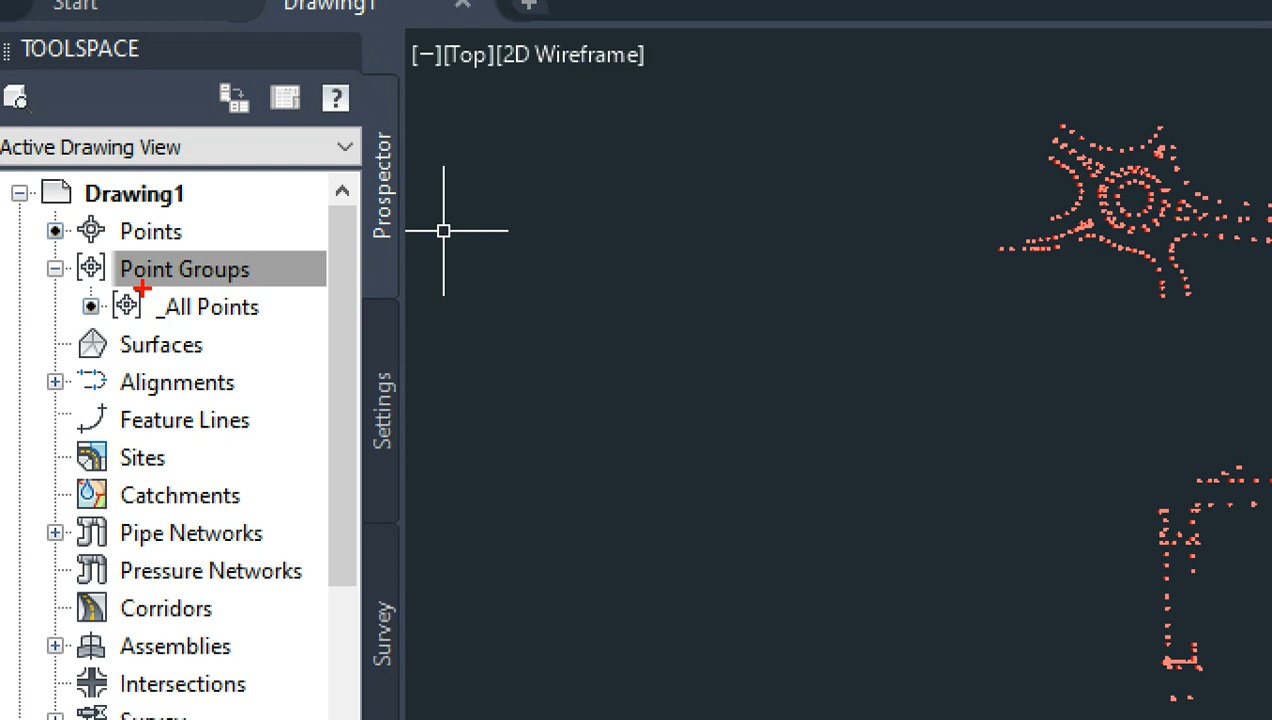 Start
Drawing1
TOOLSPACE
[−][Top][2D Wireframe]
?
Active Drawing View
Prospector
Drawing1
Points
Point Groups
_All Points
Surfaces
Alignments
Settings
Feature Lines
Sites
Catchments
Pipe Networks
Pressure Networks
Survey
Corridors
Assemblies
Intersections
Survey